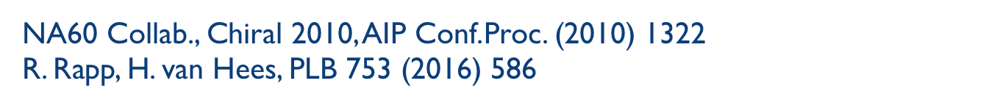 NA60 Collab., Chiral 2010, AIP Conf.Proc. (2010) 1322
R. Rapp, H. van Hees, PLB 753 (2016) 586